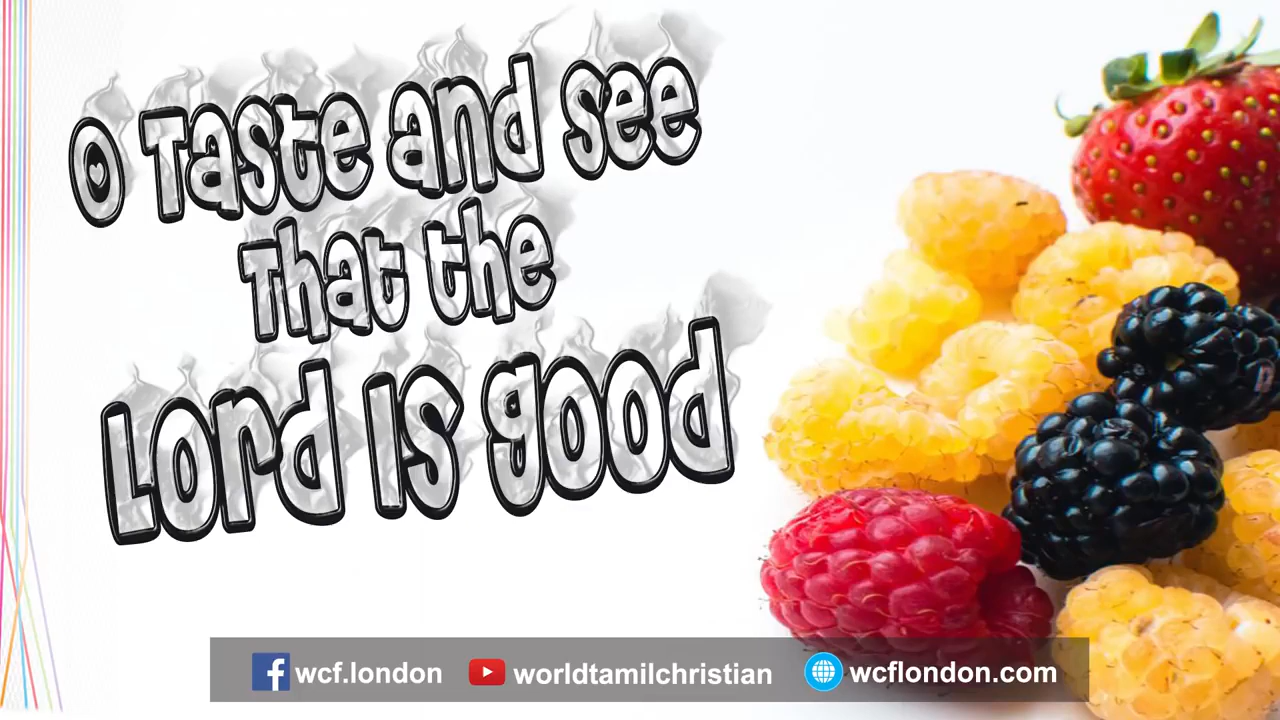 O Taste and See
That the
Lord Is good
wcf.london worldtamilchristian wcflondon.com